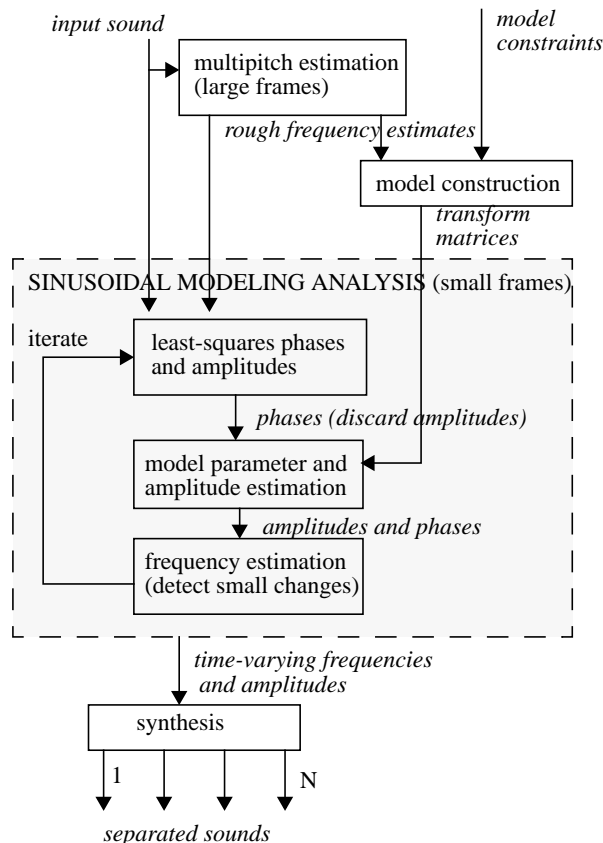 input sound
model
constraints
multipitch estimation
(large frames)
rough frequency estimates
model construction
transform
matrices
SINUSOIDAL MODELING ANALYSIS (small frames)
iterate
least-squares phases
and amplitudes
phases (discard amplitudes)
model parameter and
amplitude estimation
amplitudes and phases
frequency estimation
(detect small changes)
time-varying frequencies
and amplitudes
synthesis
1
N
separated sounds